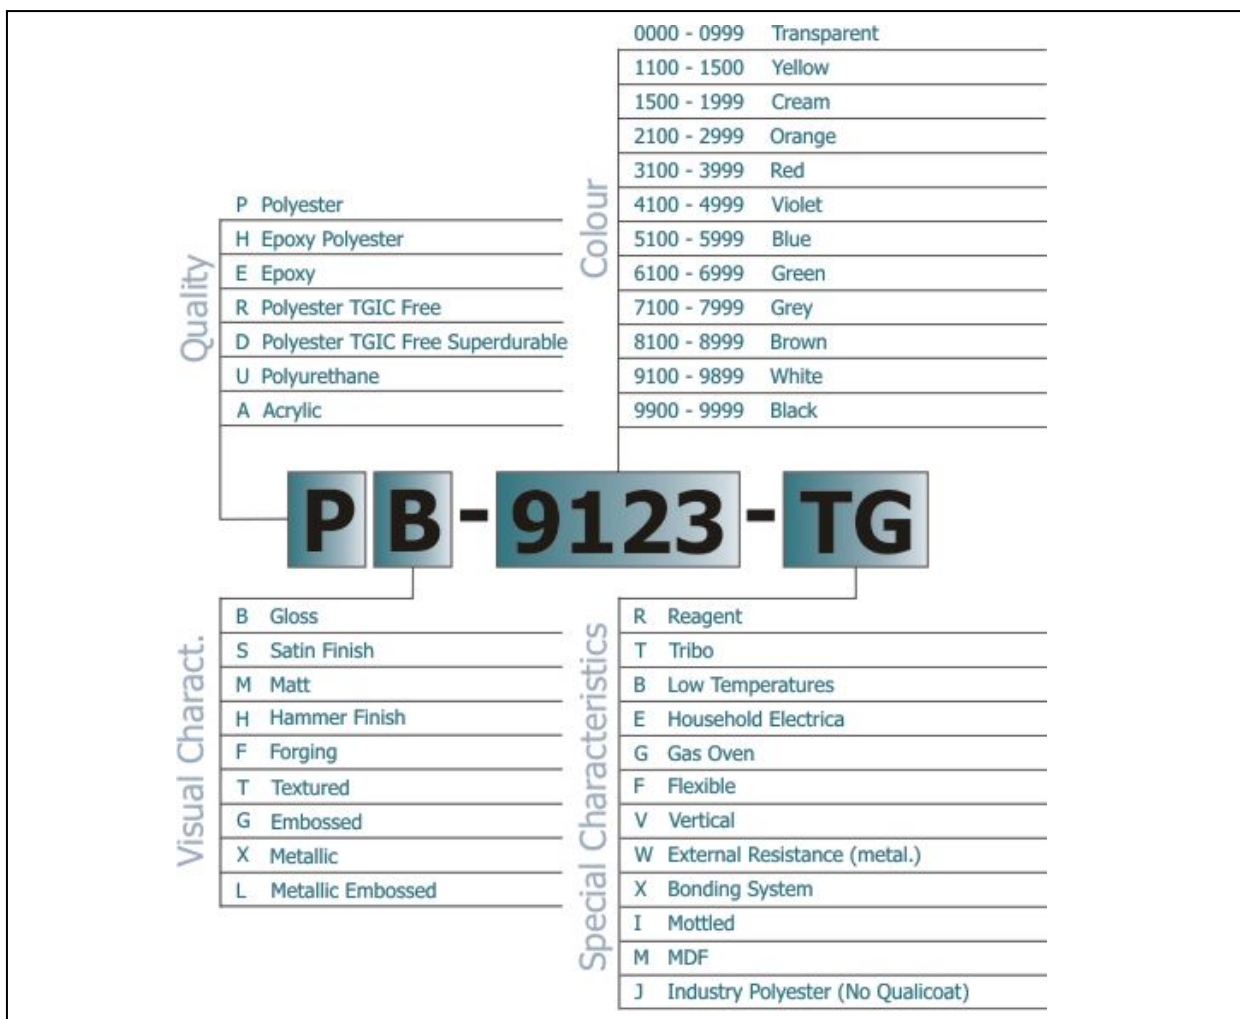 0000 - 0999 Transparent
1100 - 1500 Yellow
1500 - 1999 Cream
2100 - 2999 Orange
3100 - 3999 Red
4100 - 4999 Violet
5100 - 5999 Blue
6100 - 6999 Green
7100 - 7999 Grey
8100 - 8999 Brown
9100 - 9899 White
9900 - 9999 Black
Colour
P Polyester
H Epoxy Polyester
E Epoxy
R Polyester TGIC Free
D Polyester TGIC Free Superdurable
U Polyurethane
A Acrylic
Quality
PB-9123-TG
B Gloss
S Satin Finish
M Matt
H Hammer Finish
F Forging
T Textured
G Embossed
X Metallic
L Metallic Embossed
Visual Charact.
R Reagent
T Tribo
B Low Temperatures
E Household Electrica
G Gas Oven
F Flexible
V Vertical
W External Resistance (metal.)
X Bonding System
I Mottled
M MDF
J Industry Polyester (No Qualicoat)
Special Characteristics